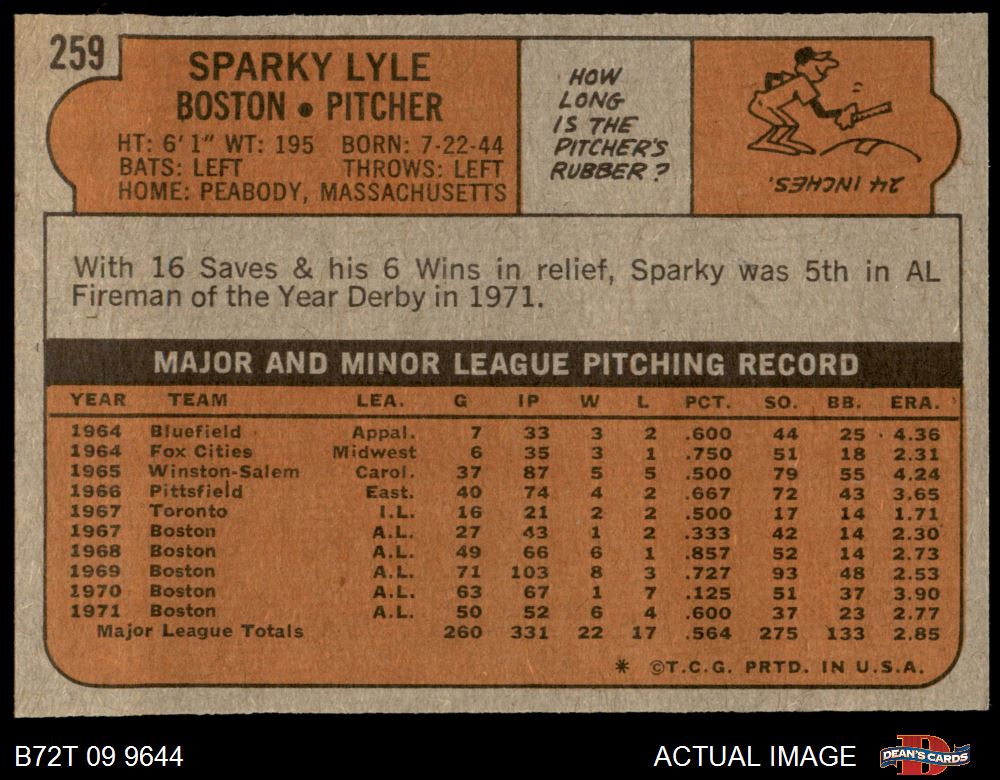 259
SPARKY LYLE
BOSTON • PITCHER
HT: 6'1" WT: 195 BORN: 7-22-44
BATS: LEFT THROWS: LEFT
HOME: PEABODY, MASSACHUSETTS
HOW
LONG
IS THE
PITCHER'S
RUBBER?
24 INCHES.
With 16 Saves & his 6 Wins in relief, Sparky was 5th in AL
Fireman of the Year Derby in 1971.
MAJOR AND MINOR LEAGUE PITCHING RECORD
YEAR TEAM LEA. G IP W L PCT. SO. BB. ERA.
1964 Bluefield Appal. 7 33 3 2 .600 44 25 4.36
1964 Fox Cities Midwest 6 35 3 1 .750 51 18 2.31
1965 Winston-Salem Carol. 37 87 5 5 .500 79 55 4.24
1966 Pittsfield East. 40 74 4 2 .667 72 43 3.65
1967 Toronto I.L. 16 21 2 2 .500 17 14 1.71
1967 Boston A.L. 27 43 1 2 .333 42 14 2.30
1968 Boston A.L. 49 66 6 1 .857 52 14 2.73
1969 Boston A.L. 71 103 8 3 .727 93 48 2.53
1970 Boston A.L. 63 67 1 7 .125 51 37 3.90
1971 Boston A.L. 50 52 6 4 .600 37 23 2.77
Major League Totals 260 331 22 17 .564 275 133 2.85
* ©T.C.G. PRTD. IN U.S.A.
B72T 09 9644 ACTUAL IMAGE DEAN'S CARDS